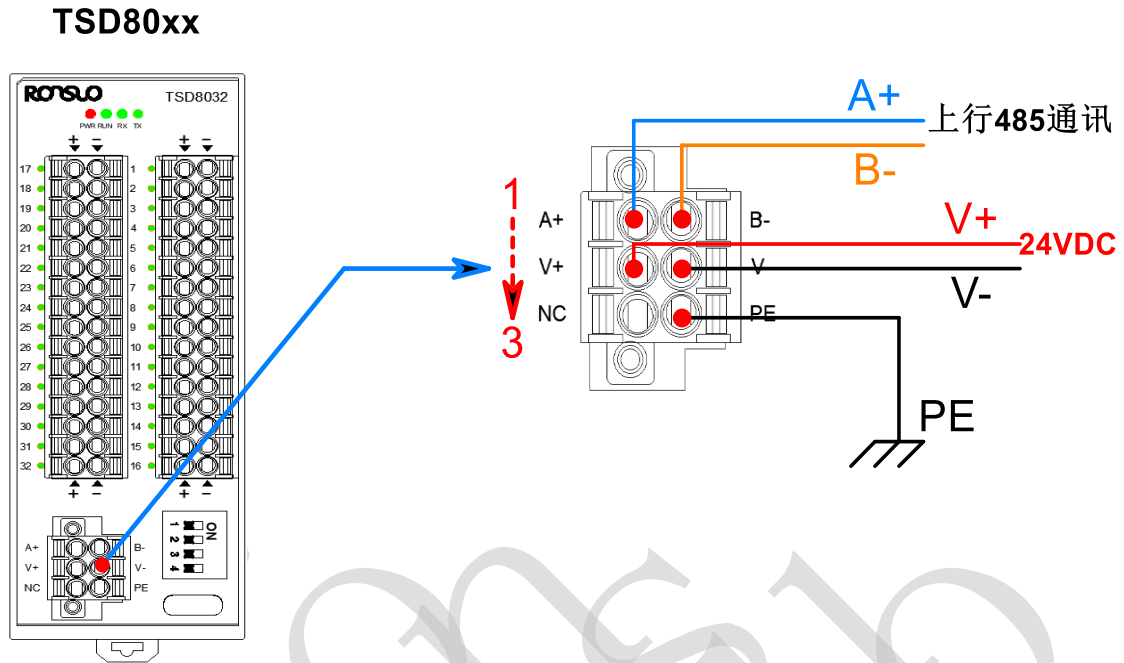 TSD80xx
RONSUO
TSD8032
PWR RUN RX TX
+ − + −
17 1
18 2
19 3
20 4
21 5
22 6
23 7
24 8
25 9
26 10
27 11
28 12
29 13
30 14
31 15
32 16
+ − + −
A+ B-
V+ V-
NC PE
1
2
3
4
ON
A+
上行485通讯
B-
1
A+ B-
V+
24VDC
V+ V
V-
NC PE
3
PE